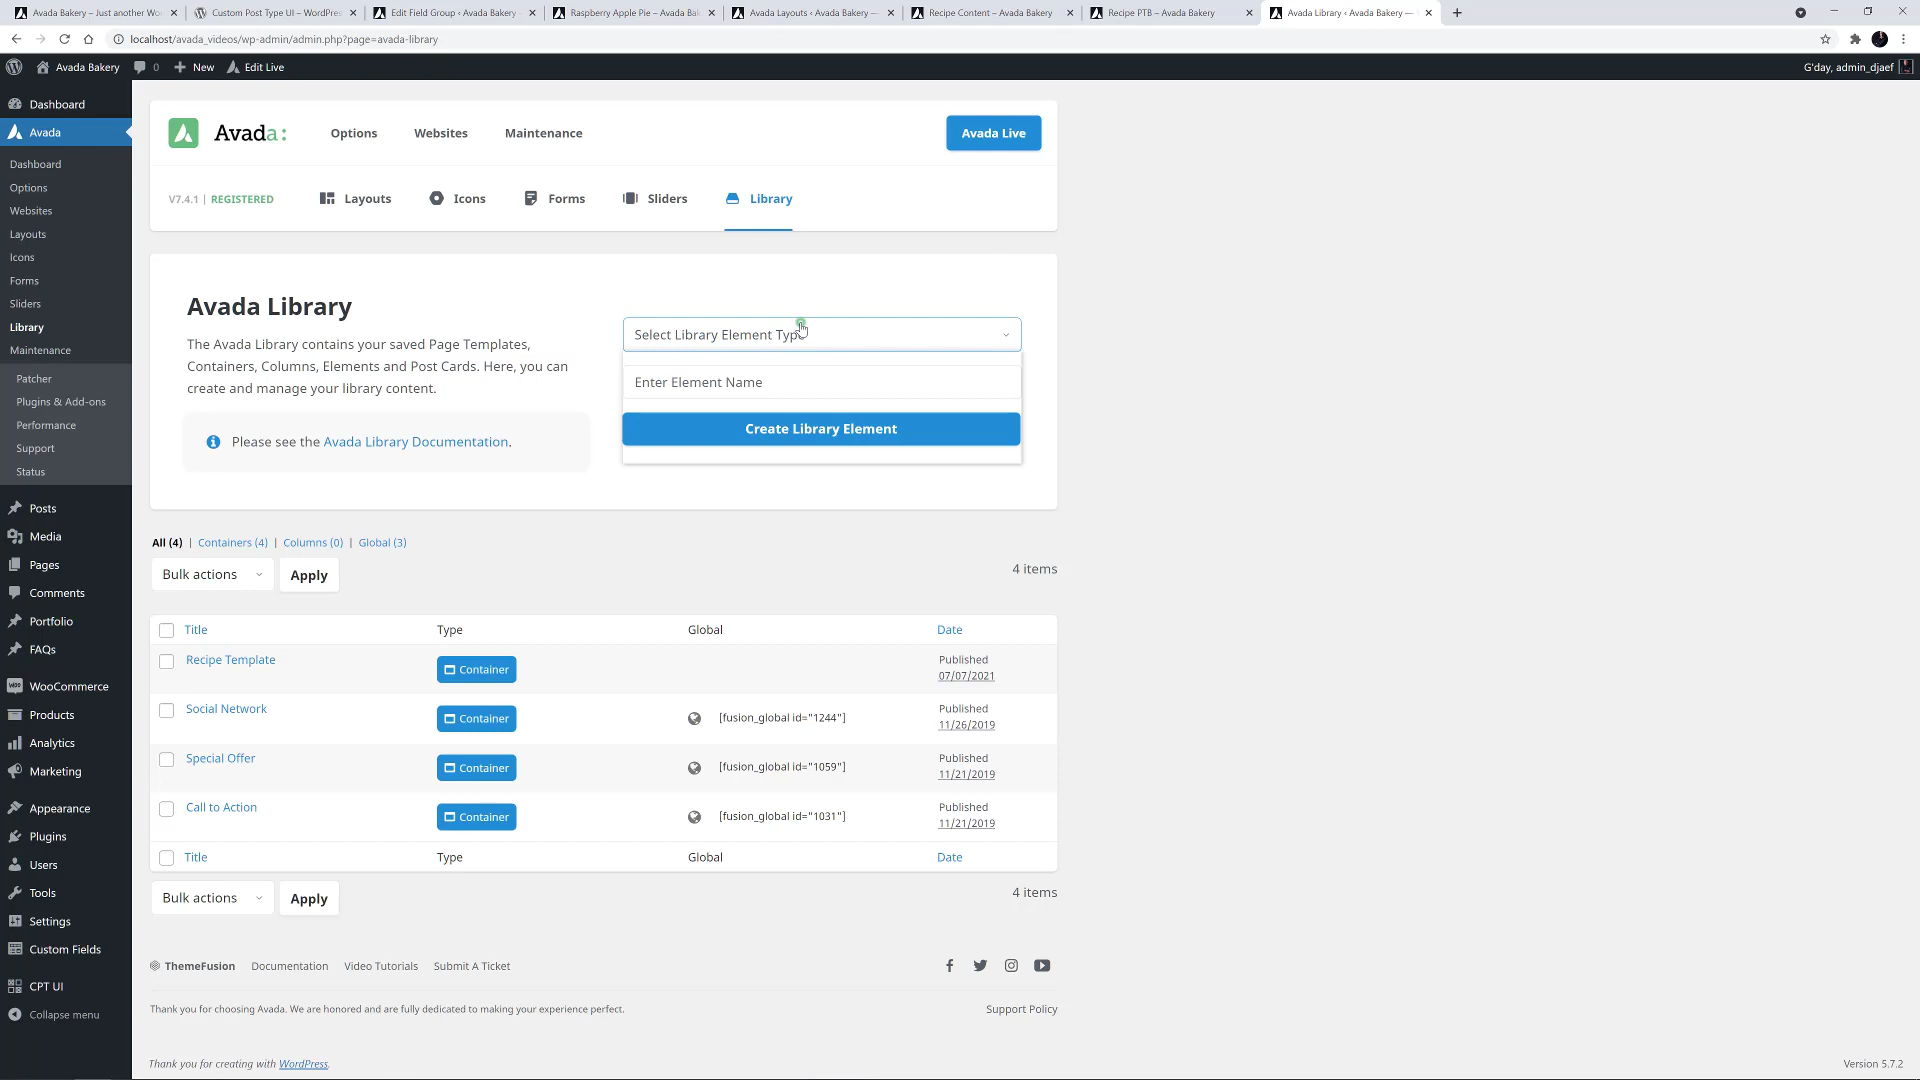 Avada Bakery – Just another Wo
Custom Post Type UI – WordPres
Edit Field Group ‹ Avada Bakery
Raspberry Apple Pie – Avada Ba
Avada Layouts ‹ Avada Bakery —
Recipe Content – Avada Bakery
Recipe PTB – Avada Bakery
Avada Library ‹ Avada Bakery —
localhost/avada_videos/wp-admin/admin.php?page=avada-library
Avada Bakery
0
New
Edit Live
G'day, admin_djaef
Dashboard
Avada
Dashboard
Options
Websites
Layouts
Icons
Forms
Sliders
Library
Maintenance
Patcher
Plugins & Add-ons
Performance
Support
Status
Posts
Media
Pages
Comments
Portfolio
FAQs
WooCommerce
Products
Analytics
Marketing
Appearance
Plugins
Users
Tools
Settings
Custom Fields
CPT UI
Collapse menu
Avada:
Options
Websites
Maintenance
Avada Live
V7.4.1 | REGISTERED
Layouts
Icons
Forms
Sliders
Library
Avada Library
The Avada Library contains your saved Page Templates,
Containers, Columns, Elements and Post Cards. Here, you can
create and manage your library content.
Please see the Avada Library Documentation.
Select Library Element Type
Enter Element Name
Create Library Element
All (4) | Containers (4) | Columns (0) | Global (3)
Bulk actions
Apply
4 items
Title Type Global Date
Recipe Template
Container
Published
07/07/2021
Social Network
Container
[fusion_global id="1244"]
Published
11/26/2019
Special Offer
Container
[fusion_global id="1059"]
Published
11/21/2019
Call to Action
Container
[fusion_global id="1031"]
Published
11/21/2019
Title Type Global Date
Bulk actions
Apply
4 items
ThemeFusion
Documentation
Video Tutorials
Submit A Ticket
Thank you for choosing Avada. We are honored and are fully dedicated to making your experience perfect.
Support Policy
Thank you for creating with WordPress.
Version 5.7.2